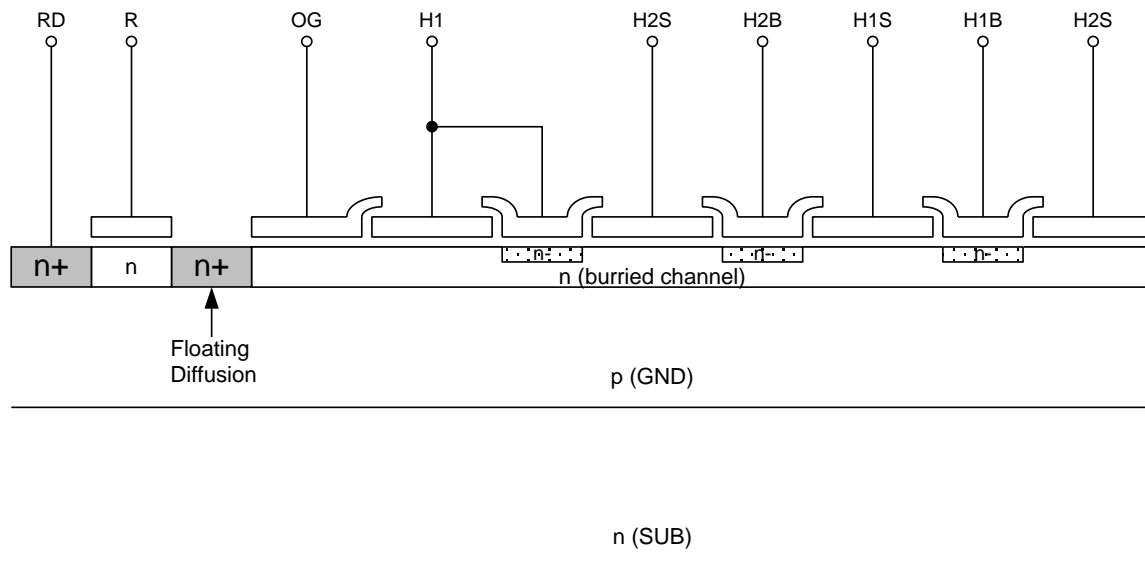 RD R OG H1 H2S H2B H1S H1B H2S
n+ n n+ n- n- n-
n (burried channel)
Floating
Diffusion
p (GND)
n (SUB)